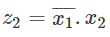 z₂ = x̅₁̅.x₂